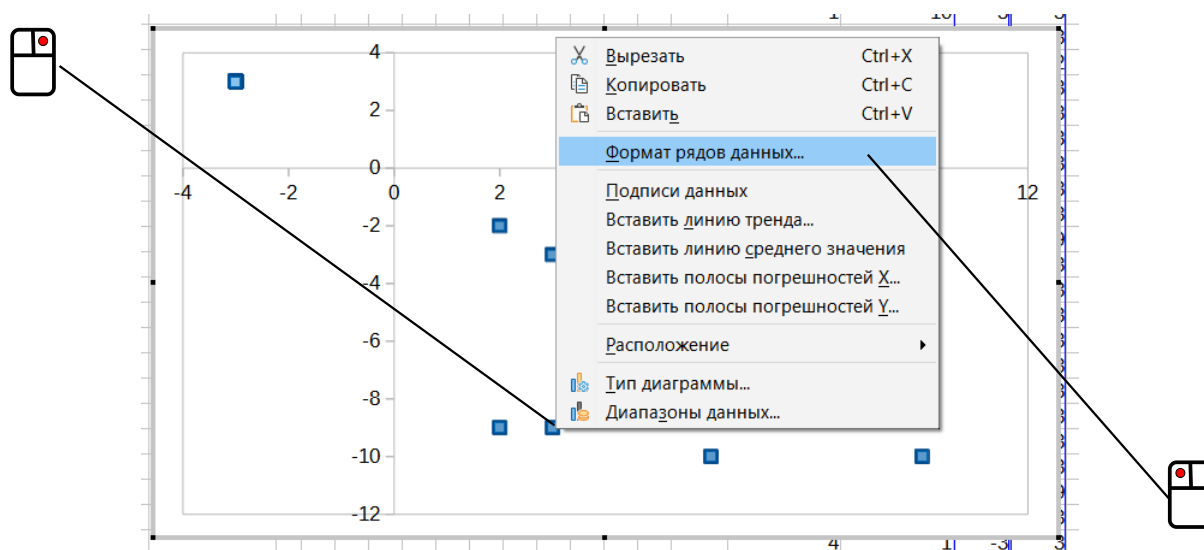 4
2
0
-2
-4
-6
-8
-10
-12
-4
-2
0
2
12
Вырезать Ctrl+X
Копировать Ctrl+C
Вставить Ctrl+V
Формат рядов данных...
Подписи данных
Вставить линию тренда...
Вставить линию среднего значения
Вставить полосы погрешностей X...
Вставить полосы погрешностей Y...
Расположение
Тип диаграммы...
Диапазоны данных...
4
-3